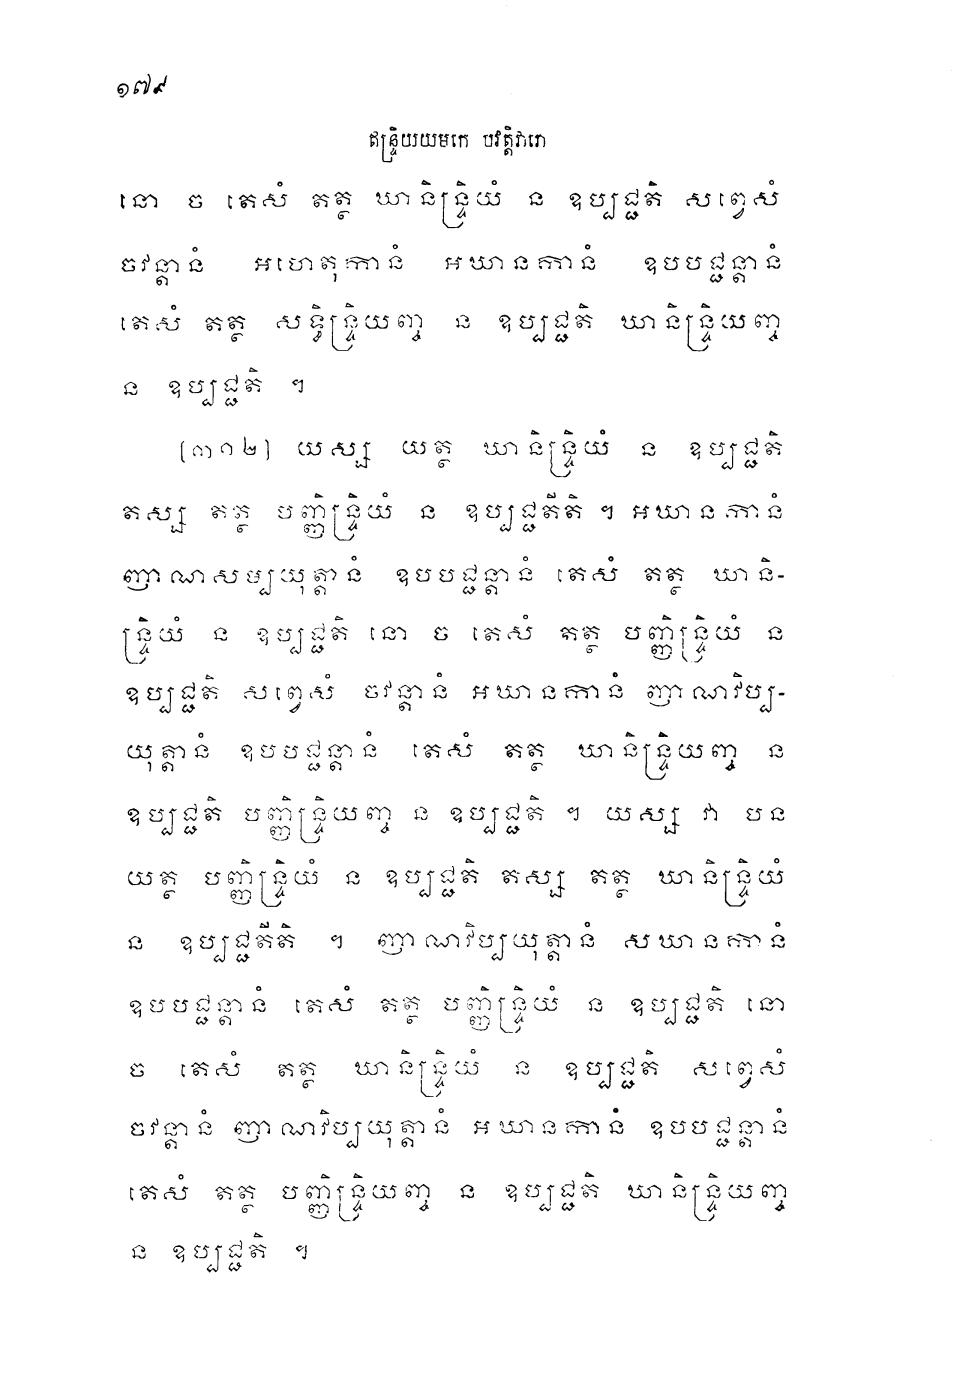 ១៧៩
ឥន្ទ្រិយយមកេ បវត្តិវារោ
នោ ច តេសំ តត្ថ ឃានិន្ទ្រិយំ ន ឧប្បជ្ជតិ សព្វេសំ
ចវន្តានំ អហេតុកានំ អឃានកានំ ឧបបជ្ជន្តានំ
តេសំ តត្ថ សទ្ធិន្ទ្រិយញ្ច ន ឧប្បជ្ជតិ ឃានិន្ទ្រិយញ្ច
ន ឧប្បជ្ជតិ ។
[៣១២] យស្ស យត្ថ ឃានិន្ទ្រិយំ ន ឧប្បជ្ជតិ
តស្ស តត្ថ បញ្ញិន្ទ្រិយំ ន ឧប្បជ្ជតីតិ ។ អឃានកានំ
ញាណសម្បយុត្តានំ ឧបបជ្ជន្តានំ តេសំ តត្ថ ឃានិ-
ន្ទ្រិយំ ន ឧប្បជ្ជតិ នោ ច តេសំ តត្ថ បញ្ញិន្ទ្រិយំ ន
ឧប្បជ្ជតិ សព្វេសំ ចវន្តានំ អឃានកានំ ញាណវិប្ប-
យុត្តានំ ឧបបជ្ជន្តានំ តេសំ តត្ថ ឃានិន្ទ្រិយញ្ច ន
ឧប្បជ្ជតិ បញ្ញិន្ទ្រិយញ្ច ន ឧប្បជ្ជតិ ។ យស្ស វា បន
យត្ថ បញ្ញិន្ទ្រិយំ ន ឧប្បជ្ជតិ តស្ស តត្ថ ឃានិន្ទ្រិយំ
ន ឧប្បជ្ជតីតិ ។ ញាណវិប្បយុត្តានំ សឃានកានំ
ឧបបជ្ជន្តានំ តេសំ តត្ថ បញ្ញិន្ទ្រិយំ ន ឧប្បជ្ជតិ នោ
ច តេសំ តត្ថ ឃានិន្ទ្រិយំ ន ឧប្បជ្ជតិ សព្វេសំ
ចវន្តានំ ញាណវិប្បយុត្តានំ អឃានកានំ ឧបបជ្ជន្តានំ
តេសំ តត្ថ បញ្ញិន្ទ្រិយញ្ច ន ឧប្បជ្ជតិ ឃានិន្ទ្រិយញ្ច
ន ឧប្បជ្ជតិ ។